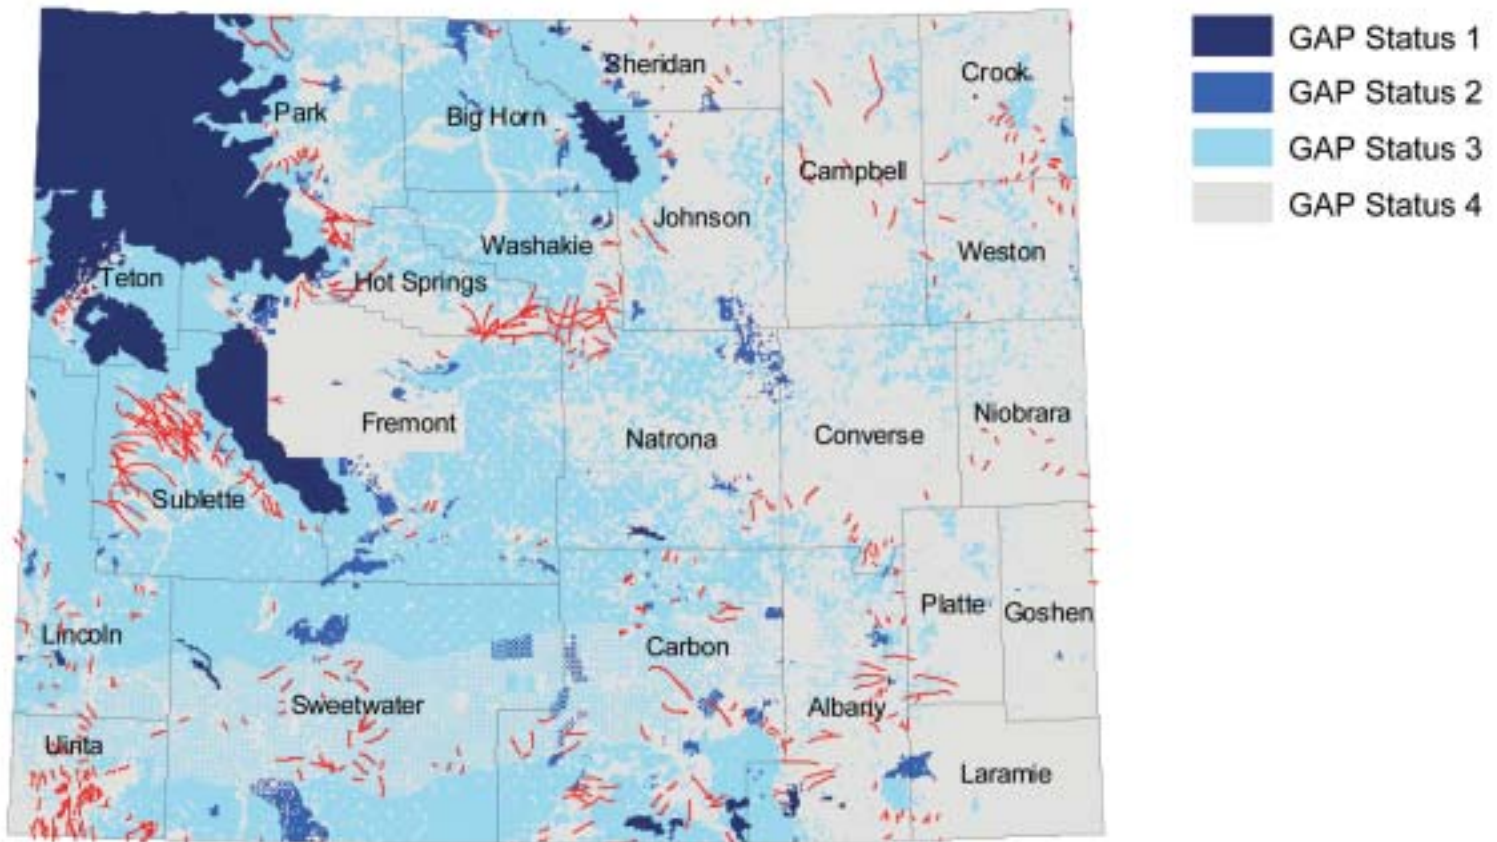 GAP Status 1
GAP Status 2
GAP Status 3
GAP Status 4
Sheridan
Crook
Park
Big Horn
Campbell
Johnson
Washakie
Weston
Teton
Hot Springs
Niobrara
Fremont
Natrona
Converse
Sublette
Platte
Goshen
Lincoln
Carbon
Sweetwater
Albany
Uinta
Laramie